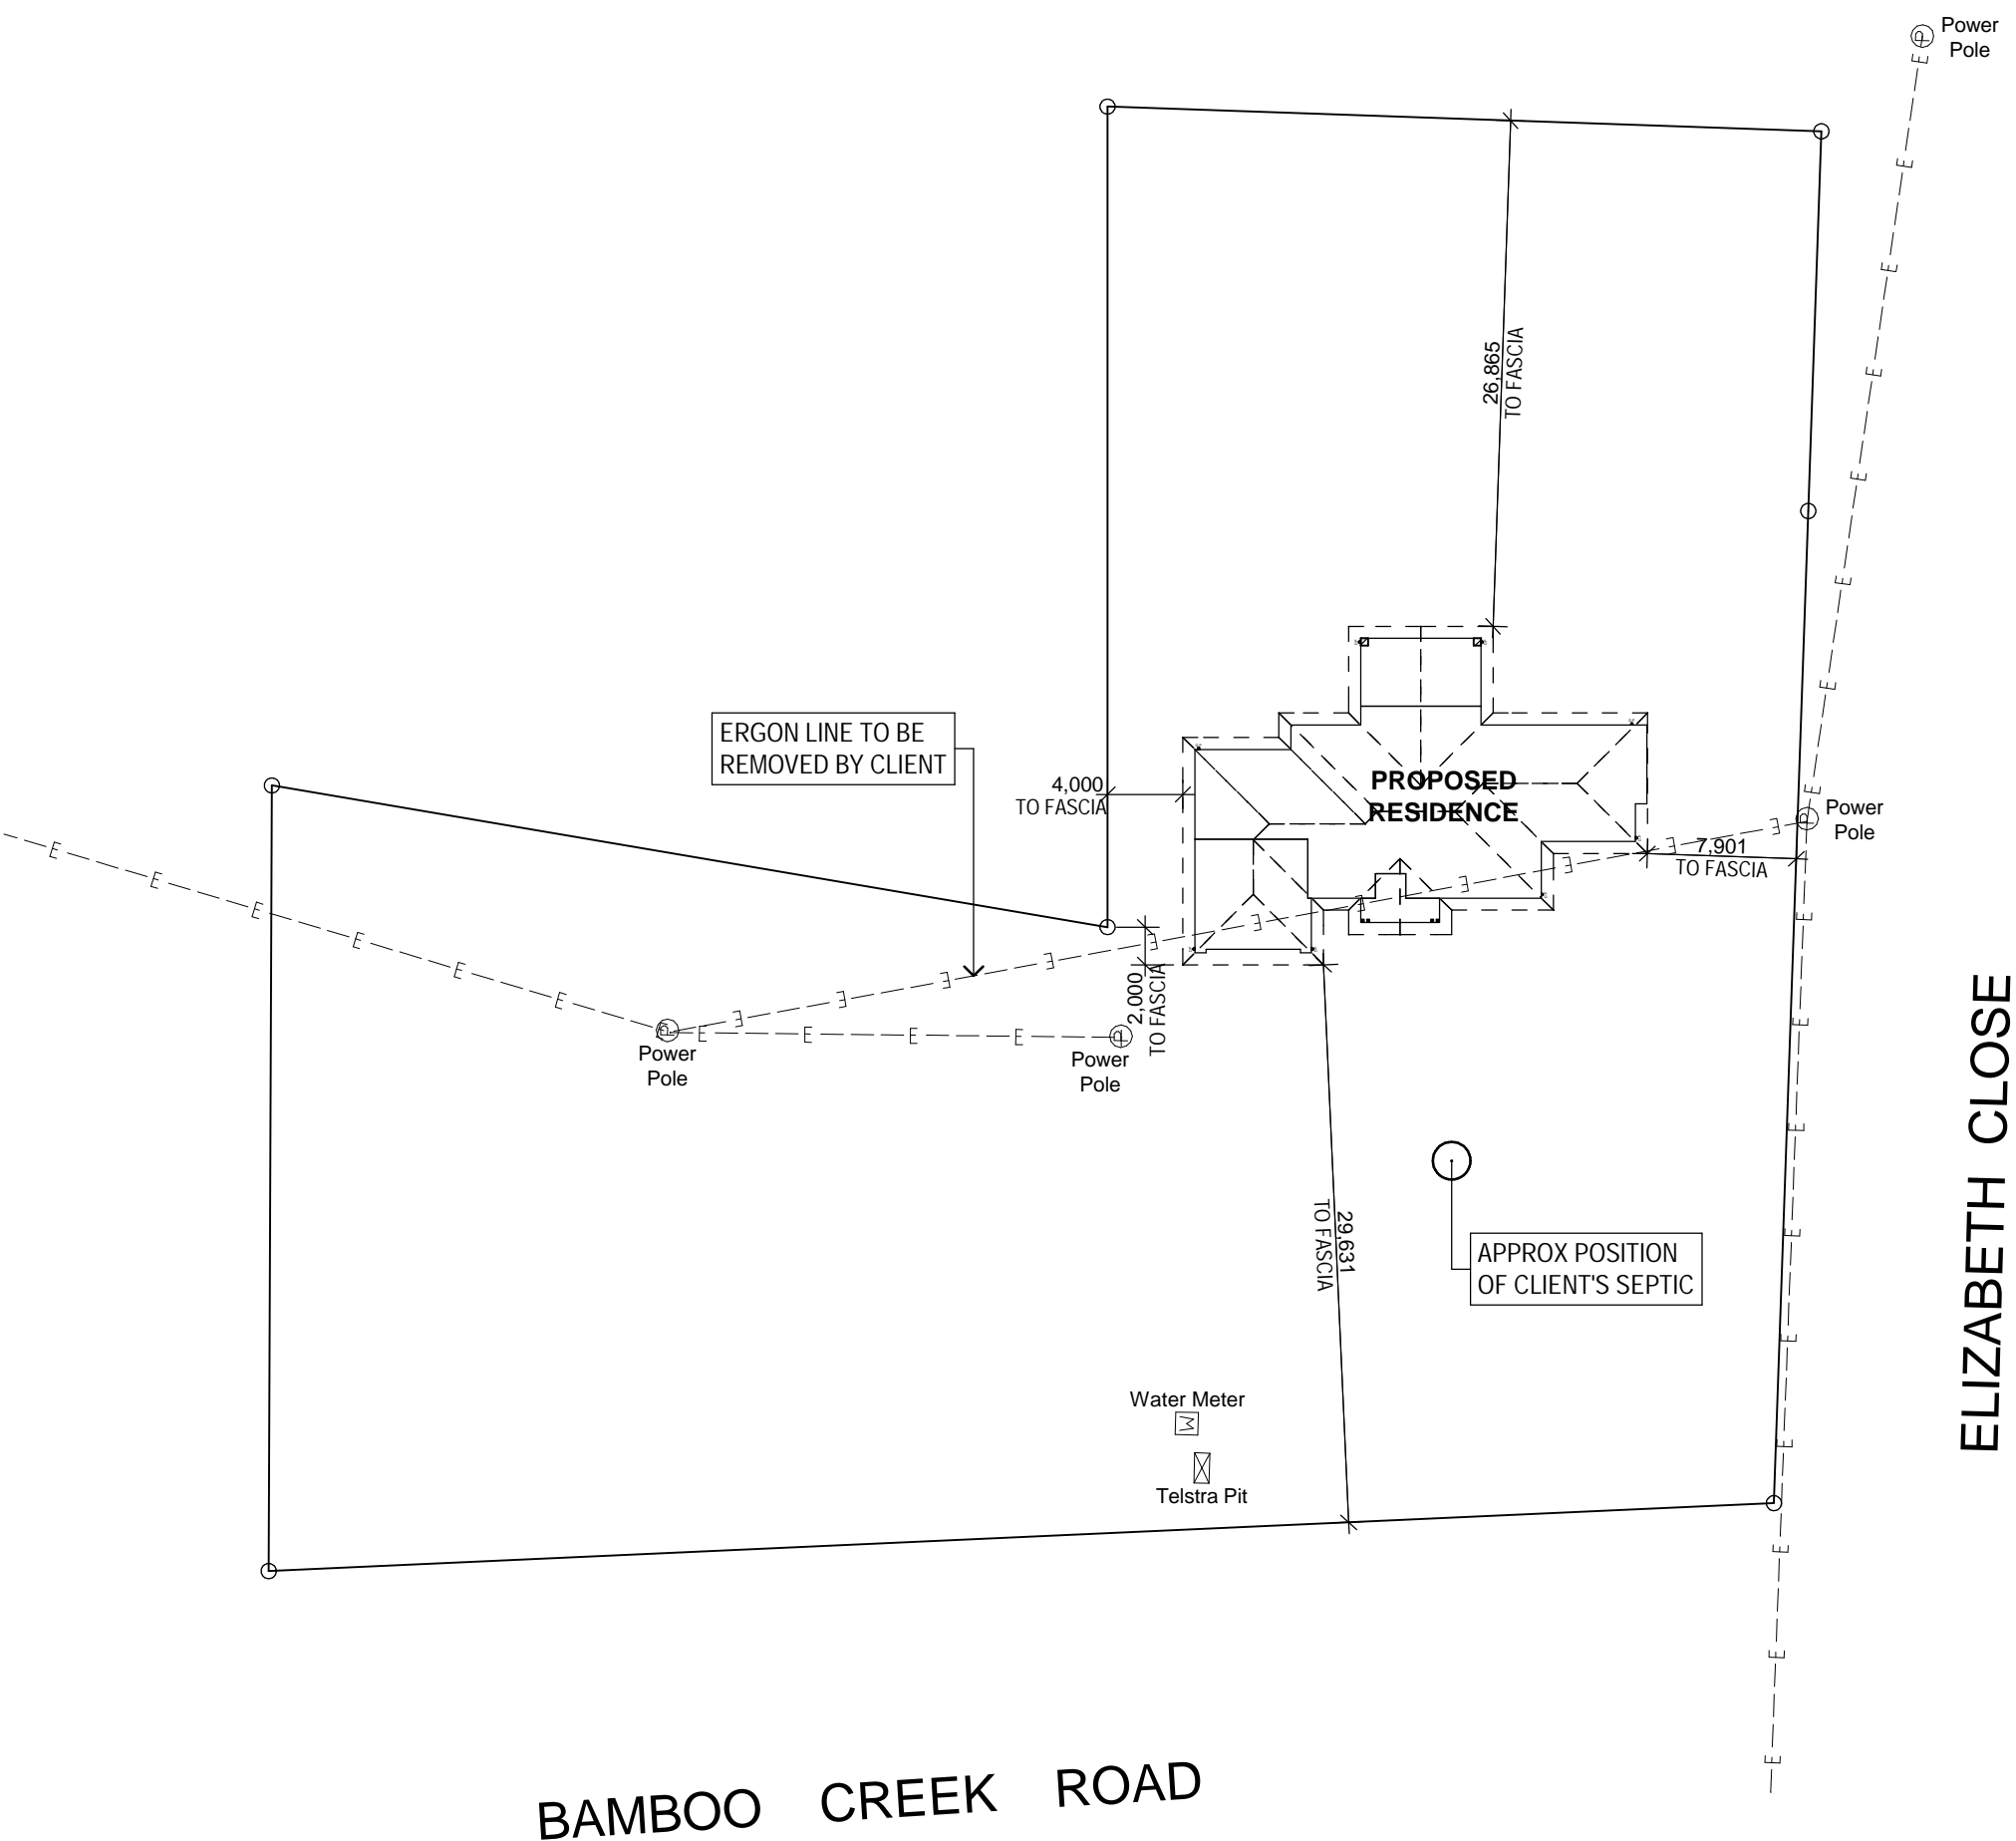 Power
Pole
26,865
TO FASCIA
ERGON LINE TO BE
REMOVED BY CLIENT
4,000
TO FASCIA
PROPOSED
RESIDENCE
Power
Pole
7,901
TO FASCIA
2,000
TO FASCIA
Power
Pole
Power
Pole
29,631
TO FASCIA
APPROX POSITION
OF CLIENT'S SEPTIC
ELIZABETH CLOSE
Water Meter
Telstra Pit
BAMBOO CREEK ROAD